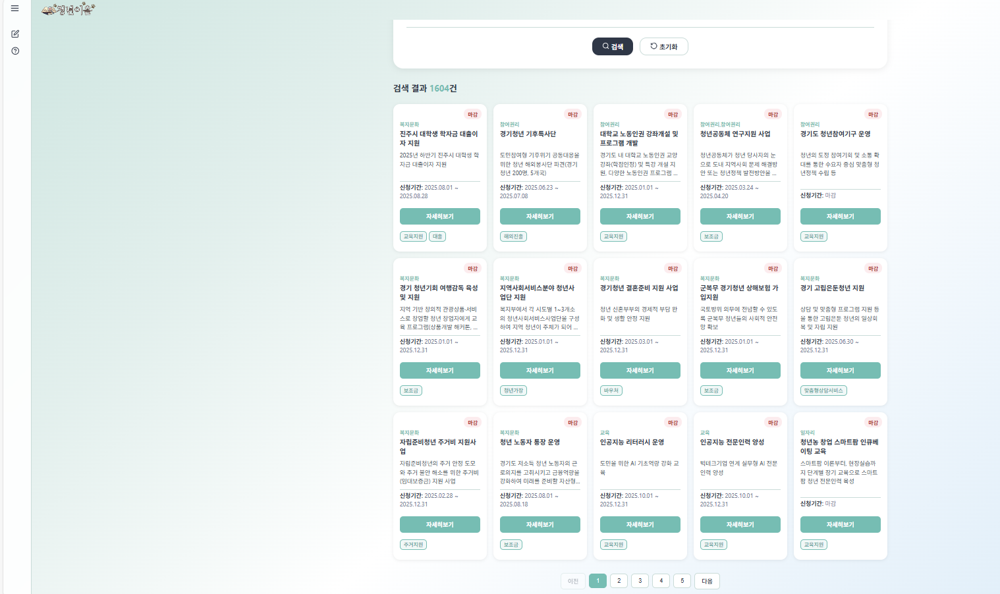 청년이음
검색
초기화
검색 결과 1604건
마감
복지문화
진주시 대학생 학자금 대출이
자 지원
2025년 하반기 진주시 대학생 학
자금 대출이자 지원
신청기간: 2025.08.01 ~
2025.08.28
자세히보기
교육지원
대출
마감
참여권리
경기청년 기후특사단
도민참여형 기후위기 공동대응을
위한 청년 해외봉사단 파견(경기
청년 200명, 5개국)
신청기간: 2025.06.23 ~
2025.07.08
자세히보기
해외진출
마감
참여권리
대학교 노동인권 강좌개설 및
프로그램 개발
경기도 내 대학교 노동인권 교양
강좌(학점인정) 및 특강 개설 지
원, 다양한 노동인권 프로그램 ...
신청기간: 2025.01.01 ~
2025.12.31
자세히보기
교육지원
마감
참여권리,참여권리
청년공동체 연구지원 사업
청년공동체가 청년 당사자의 눈
으로 도내 지역사회 문제 해결방
안 또는 청년정책 발전방안을 ...
신청기간: 2025.03.24 ~
2025.04.20
자세히보기
보조금
마감
참여권리
경기도 청년참여기구 운영
청년의 도정 참여기회 및 소통 확
대를 통한 수요자 중심 맞춤형 청
년정책 수립 등
신청기간: 마감
자세히보기
교육지원
마감
복지문화
경기 청년기회 여행감독 육성
및 지원
지역 기반 창의적 관광상품·서비
스로 창업할 청년 창업자에게 교
육 프로그램(상품개발 해커톤, ...
신청기간: 2025.01.01 ~
2025.12.31
자세히보기
보조금
마감
복지문화
지역사회서비스분야 청년사
업단 지원
복지부에서 각 시도별 1~3개소
의 청년사회서비스사업단을 구성
하여 지역 청년이 주체가 되어 ...
신청기간: 2025.01.01 ~
2025.12.31
자세히보기
청년가장
마감
복지문화
경기청년 결혼준비 지원 사업
청년 신혼부부의 경제적 부담 완
화 및 생활 안정 지원
신청기간: 2025.03.01 ~
2025.12.31
자세히보기
바우처
마감
복지문화
군복무 경기청년 상해보험 가
입지원
국토방위 의무에 전념할 수 있도
록 군복무 청년들의 사회적 안전
망 확보
신청기간: 2025.01.01 ~
2025.12.31
자세히보기
보조금
마감
복지문화
경기 고립은둔청년 지원
상담 및 맞춤형 프로그램 지원 등
을 통한 고립은둔 청년의 일상회
복 및 자립 지원
신청기간: 2025.06.30 ~
2025.12.31
자세히보기
맞춤형상담서비스
마감
복지문화
자립준비청년 주거비 지원사
업
자립준비청년의 주거 안정 도모
와 주거 불안 해소를 위한 주거비
(임대보증금) 지원 사업
신청기간: 2025.02.28 ~
2025.12.31
자세히보기
주거지원
마감
복지문화
청년 노동자 통장 운영
경기도 저소득 청년 노동자의 근
로의지를 고취시키고 금융역량을
강화하여 미래를 준비할 자산형...
신청기간: 2025.08.01 ~
2025.08.18
자세히보기
보조금
마감
교육
인공지능 리터러시 운영
도민을 위한 AI 기초역량 강화 교
육
신청기간: 2025.10.01 ~
2025.12.31
자세히보기
교육지원
마감
교육
인공지능 전문인력 양성
빅테크기업 연계 실무형 AI 전문
인력 양성
신청기간: 2025.10.01 ~
2025.12.31
자세히보기
교육지원
마감
일자리
청년농 창업 스마트팜 인큐베
이팅 교육
스마트팜 이론부터, 현장실습까
지 단계별 장기 교육으로 스마트
팜 청년 전문인력 육성
신청기간: 마감
자세히보기
교육지원
이전 1 2 3 4 5 다음